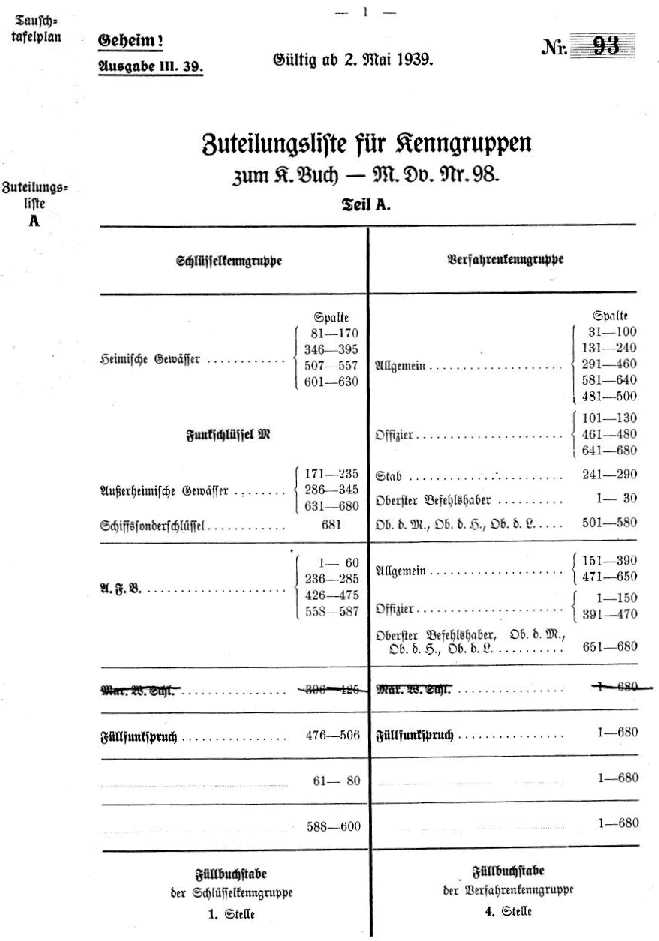 — 1 —
Tausch-
tafelplan
Geheim!
Ausgabe III. 39.
Gültig ab 2. Mai 1939.
Nr. 93
Zuteilungsliste für Kenngruppen
zum K. Buch — M. Dv. Nr. 98.
Zuteilungs-
liste
A
Teil A.
Schlüsselkenngruppe
Verfahrenkenngruppe
Spalte
81—170
346—395
Heimische Gewässer
507—557
601—630
Funkschlüssel M
171—235
Außerheimische Gewässer
286—345
631—680
Schiffssonderschlüssel
681
Spalte
31—100
131—240
Allgemein
291—460
581—640
481—500
101—130
Offizier
461—480
641—680
Stab
241—290
Oberster Befehlshaber
1— 30
Ob. d. M., Ob. d. H., Ob. d. L.
501—580
1— 60
A. F. B.
236—285
426—475
558—587
Allgemein
151—390
471—650
Offizier
1—150
391—470
Oberster Befehlshaber, Ob. d. M.,
Ob. d. H., Ob. d. L.
651—680
Mar. W. Schl.
396—425
Mar. W. Schl.
1—680
Füllfunkspruch
476—506
Füllfunkspruch
1—680
61— 80
1—680
588—600
1—680
Füllbuchstabe
der Schlüsselkenngruppe
1. Stelle
Füllbuchstabe
der Verfahrenkenngruppe
4. Stelle